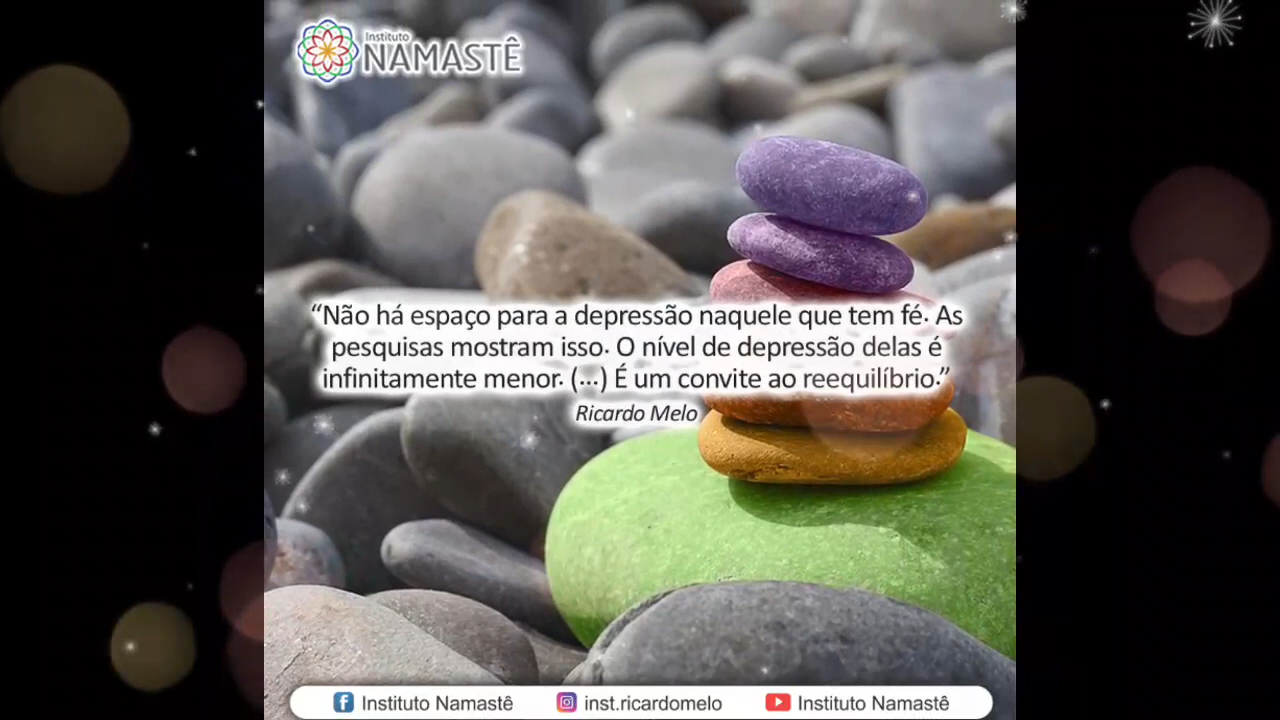 Instituto
NAMASTÊ
“Não há espaço para a depressão naquele que tem fé. As
pesquisas mostram isso. O nível de depressão delas é
infinitamente menor. (...) É um convite ao reequilíbrio.”
Ricardo Melo
Instituto Namastê inst.ricardomelo Instituto Namastê